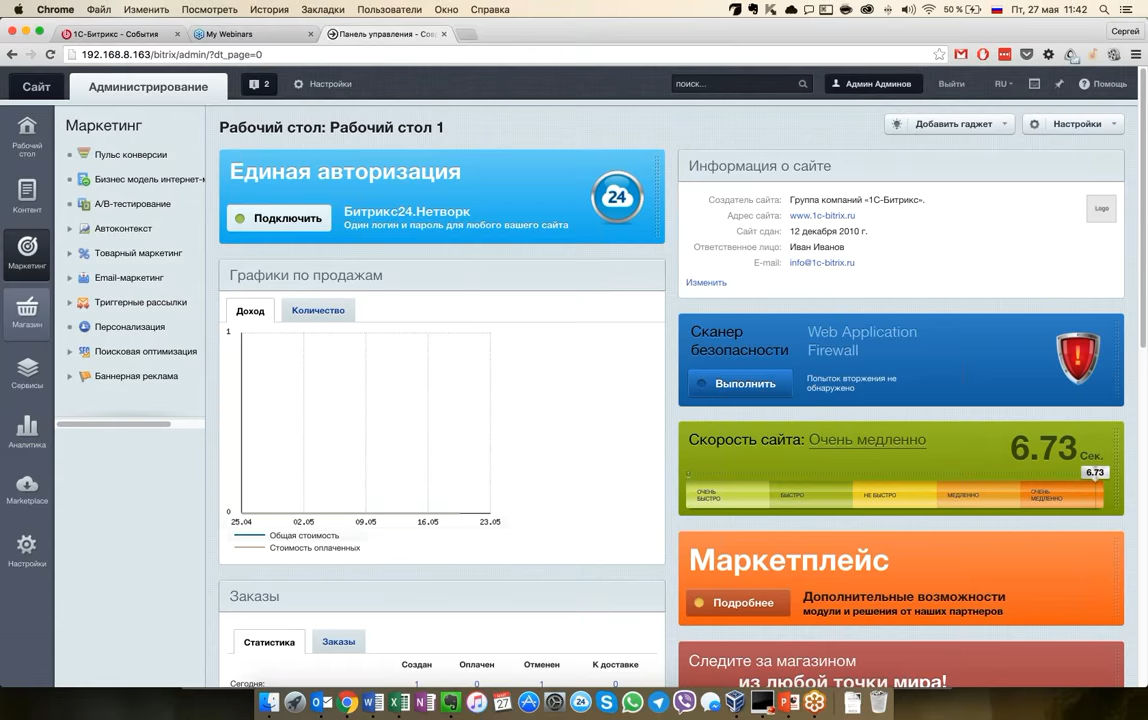 Chrome Файл Изменить Посмотреть История Закладки Пользователи Окно Справка 50 % Пт, 27 мая 11:42
1С-Битрикс - События My Webinars Панель управления - Сов Сергей
192.168.8.163/bitrix/admin/?dt_page=0
Сайт Администрирование 2 Настройки поиск... Админ Админов Выйти RU Помощь
Рабочий стол
Контент
Маркетинг
Магазин
Сервисы
Аналитика
Marketplace
Настройки
Маркетинг
Пульс конверсии
Бизнес модель интернет-м
A/B-тестирование
Автоконтекст
Товарный маркетинг
Email-маркетинг
Триггерные рассылки
Персонализация
Поисковая оптимизация
Баннерная реклама
Рабочий стол: Рабочий стол 1
Добавить гаджет Настройки
Единая авторизация
24
Подключить
Битрикс24.Нетворк
Один логин и пароль для любого вашего сайта
Графики по продажам
Доход Количество
1
0
25.04 02.05 09.05 16.05 23.05
Общая стоимость
Стоимость оплаченных
Заказы
Статистика Заказы
Создан Оплачен Отменен К доставке
Сегодня: 1 0 1 0
Информация о сайте
Создатель сайта: Группа компаний «1С-Битрикс».
Адрес сайта: www.1c-bitrix.ru
Сайт сдан: 12 декабря 2010 г.
Ответственное лицо: Иван Иванов
E-mail: info@1c-bitrix.ru
Logo
Изменить
Сканер безопасности
Web Application Firewall
Выполнить
Попыток вторжения не обнаружено
Скорость сайта: Очень медленно 6.73 Сек.
6.73
ОЧЕНЬ БЫСТРО БЫСТРО НЕ БЫСТРО МЕДЛЕННО ОЧЕНЬ МЕДЛЕННО
Маркетплейс
Подробнее
Дополнительные возможности
модули и решения от наших партнеров
Следите за магазином
из любой точки мира!